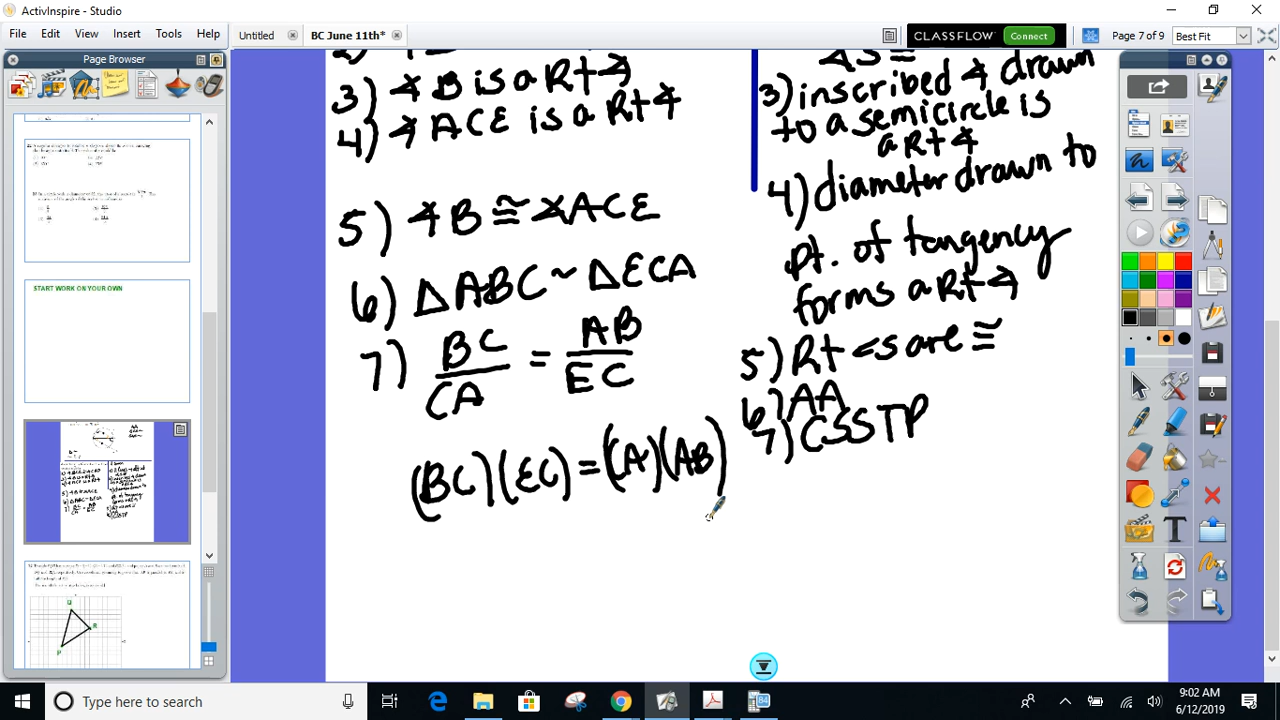 ActivInspire - Studio
File Edit View Insert Tools Help
Untitled
BC June 11th*
CLASSFLOW
Connect
Page 7 of 9
Best Fit
Page Browser
START WORK ON YOUR OWN
3) ∡ B is a Rt ∡
4) ∡ ACE is a Rt ∡
5) ∡B ≅ ∡ACE
6) △ABC ~ △ECA
7) BC/CA = AB/EC
(BC)(EC) = (CA)(AB)
∡s ≅
3) inscribed ∡ drawn
to a semicircle is
a Rt ∡
4) diameter drawn to
pt. of tangency
forms a Rt ∡
5) Rt <s are ≅
6) AA
7) CSSTP
Type here to search
9:02 AM
6/12/2019